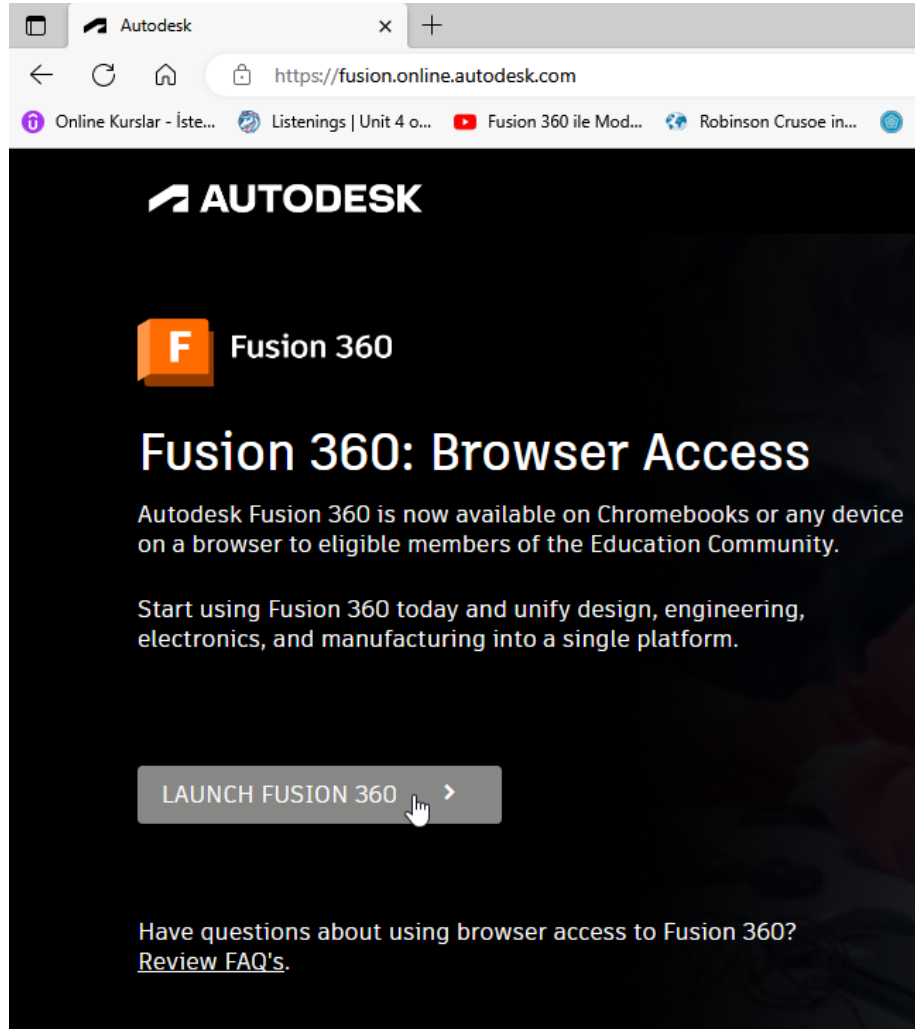 Autodesk
https://fusion.online.autodesk.com
Online Kurslar - İste... Listenings | Unit 4 o... Fusion 360 ile Mod... Robinson Crusoe in...
AUTODESK
F Fusion 360
Fusion 360: Browser Access
Autodesk Fusion 360 is now available on Chromebooks or any device
on a browser to eligible members of the Education Community.
Start using Fusion 360 today and unify design, engineering,
electronics, and manufacturing into a single platform.
LAUNCH FUSION 360
Have questions about using browser access to Fusion 360?
Review FAQ's.